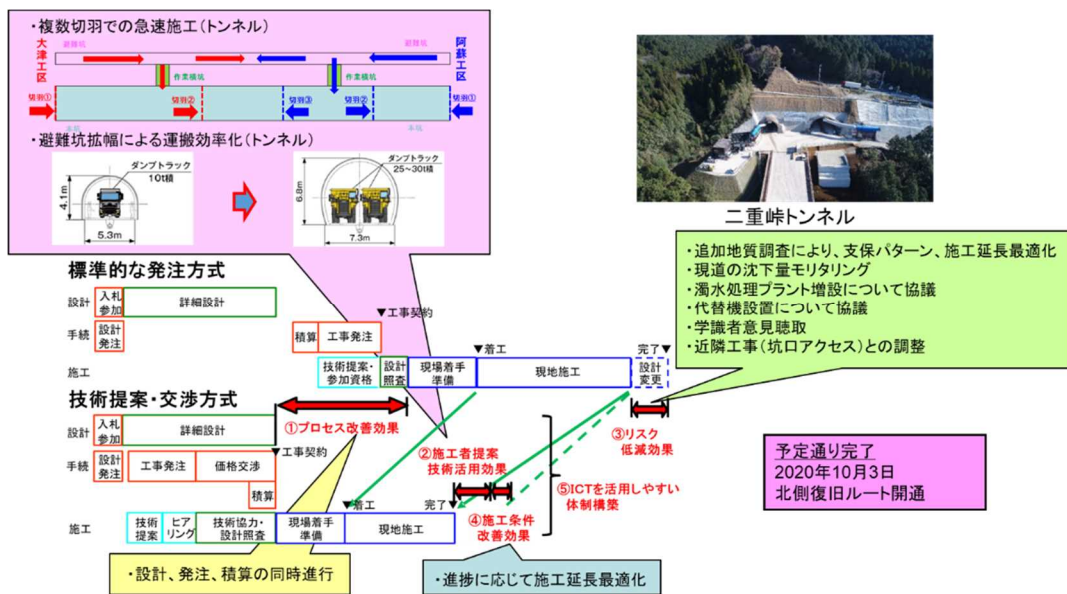 ・複数切羽での急速施工(トンネル)
大津工区
避難坑
避難坑
阿蘇工区
作業横坑
作業横坑
切羽①
切羽②
切羽③
切羽②
切羽①
本坑
本坑
・避難坑拡幅による運搬効率化(トンネル)
ダンプトラック
10t積
4.1m
5.3m
ダンプトラック
25~30t積
6.8m
7.3m
二重峠トンネル
・追加地質調査により、支保パターン、施工延長最適化
・現道の沈下量モリタリング
・濁水処理プラント増設について協議
・代替機設置について協議
・学識者意見聴取
・近隣工事(坑口アクセス)との調整
標準的な発注方式
設計
入札
参加
詳細設計
手続
設計
発注
積算
工事発注
▼工事契約
施工
技術提案・
参加資格
設計
照査
現場着手
準備
▼着工
現地施工
完了▼
設計
変更
技術提案・交渉方式
設計
入札
参加
詳細設計
①プロセス改善効果
手続
設計
発注
工事発注
価格交渉
積算
▼工事契約
②施工者提案
技術活用効果
③リスク
低減効果
④施工条件
改善効果
⑤ICTを活用しやすい
体制構築
施工
技術
提案
ヒア
リング
技術協力・
設計照査
現場着手
準備
▼着工
現地施工
完了▼
予定通り完了
2020年10月3日
北側復旧ルート開通
・設計、発注、積算の同時進行
・進捗に応じて施工延長最適化